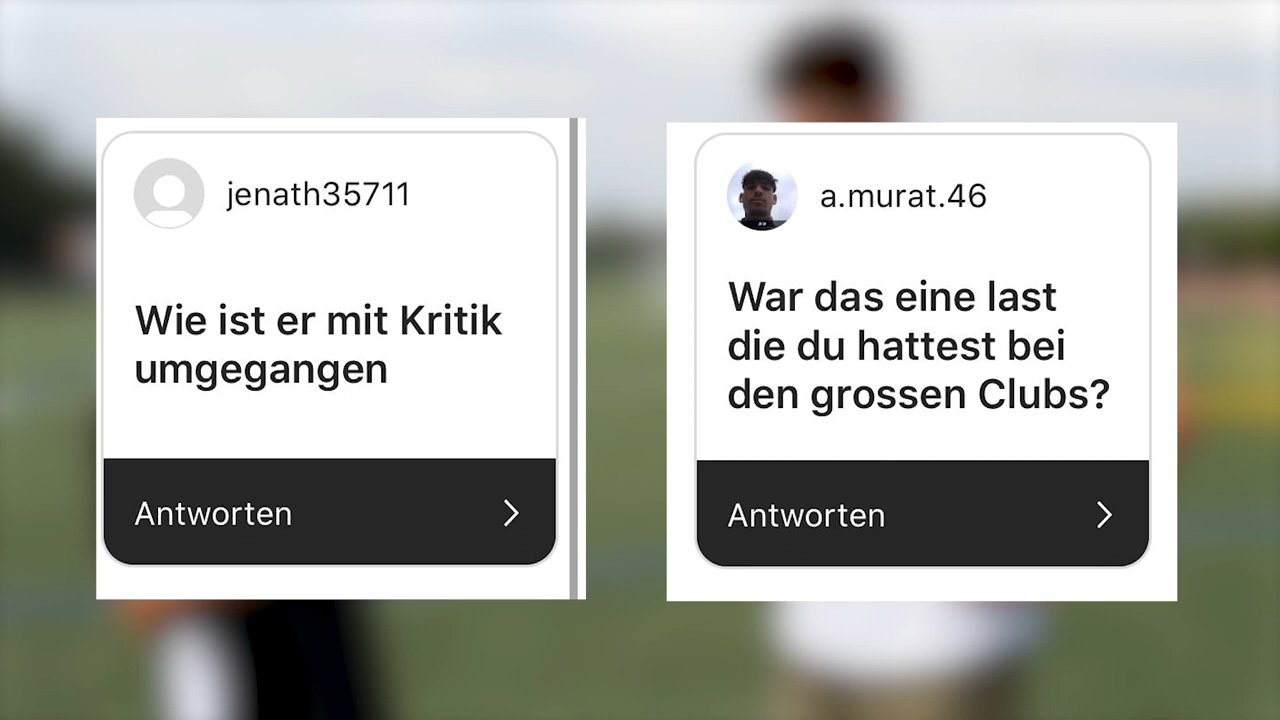 jenath35711
Wie ist er mit Kritik
umgegangen
Antworten
a.murat.46
War das eine last
die du hattest bei
den grossen Clubs?
Antworten